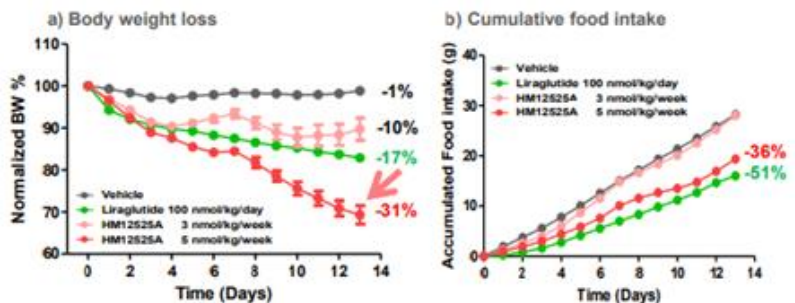 a) Body weight loss
110
100
90
80
70
60
Normalized BW %
-1%
-10%
-17%
-31%
Vehicle
Liraglutide 100 nmol/kg/day
HM12525A 3 nmol/kg/week
HM12525A 5 nmol/kg/week
0 2 4 6 8 10 12 14
Time (Days)
b) Cumulative food intake
40
30
20
10
0
Accumulated Food intake (g)
Vehicle
Liraglutide 100 nmol/kg/day
HM12525A 3 nmol/kg/week
HM12525A 5 nmol/kg/week
-36%
-51%
0 2 4 6 8 10 12 14
Time (Days)